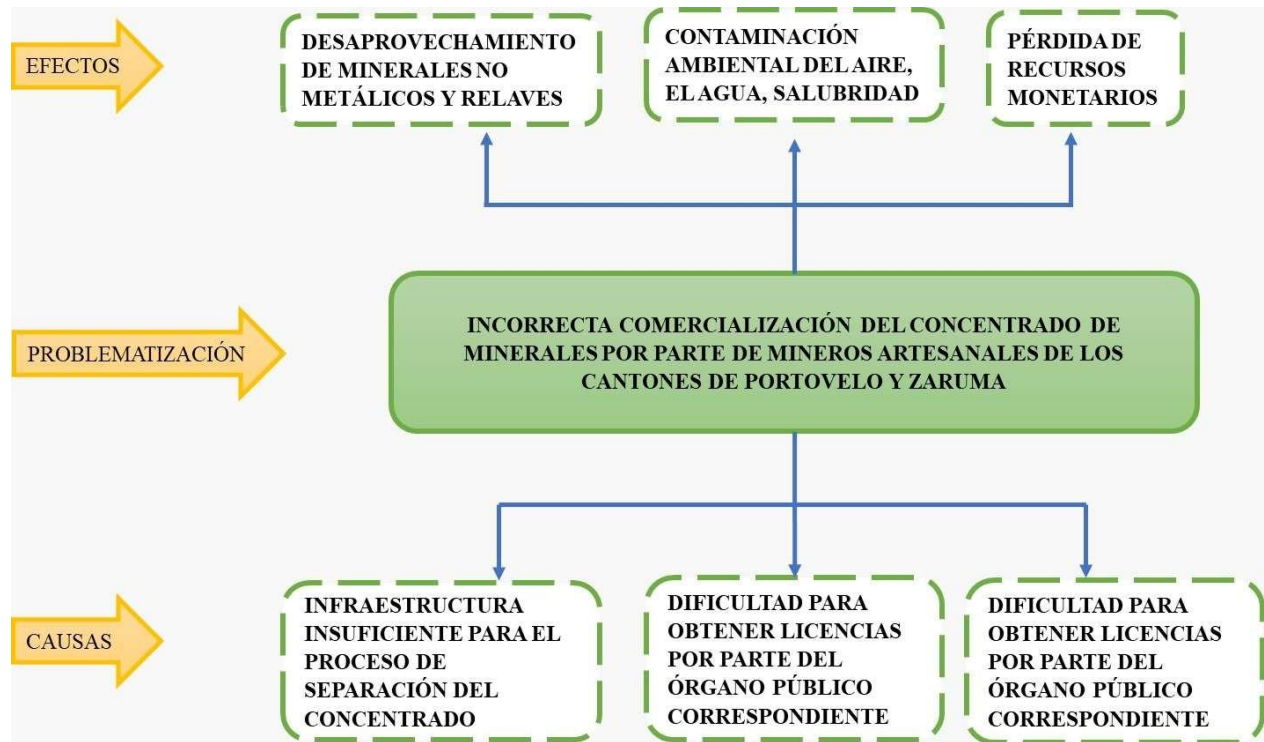 EFECTOS
DESAPROVECHAMIENTO
DE MINERALES NO
METÁLICOS Y RELAVES
CONTAMINACIÓN
AMBIENTAL DEL AIRE,
EL AGUA, SALUBRIDAD
PÉRDIDA DE
RECURSOS
MONETARIOS
PROBLEMATIZACIÓN
INCORRECTA COMERCIALIZACIÓN DEL CONCENTRADO DE
MINERALES POR PARTE DE MINEROS ARTESANALES DE LOS
CANTONES DE PORTOVELO Y ZARUMA
CAUSAS
INFRAESTRUCTURA
INSUFICIENTE PARA EL
PROCESO DE
SEPARACIÓN DEL
CONCENTRADO
DIFICULTAD PARA
OBTENER LICENCIAS
POR PARTE DEL
ÓRGANO PÚBLICO
CORRESPONDIENTE
DIFICULTAD PARA
OBTENER LICENCIAS
POR PARTE DEL
ÓRGANO PÚBLICO
CORRESPONDIENTE